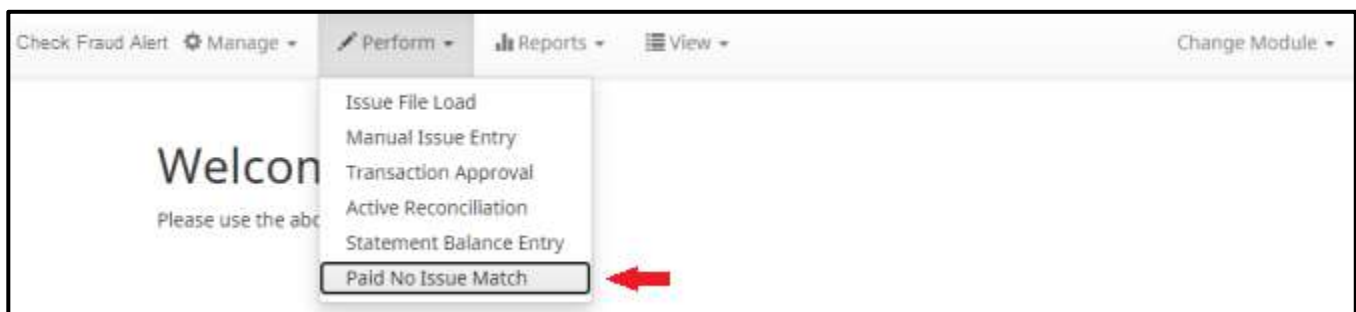 Check Fraud Alert Manage Perform Reports View Change Module
Issue File Load
Manual Issue Entry
Transaction Approval
Active Reconciliation
Statement Balance Entry
Paid No Issue Match
Welcon
Please use the abc